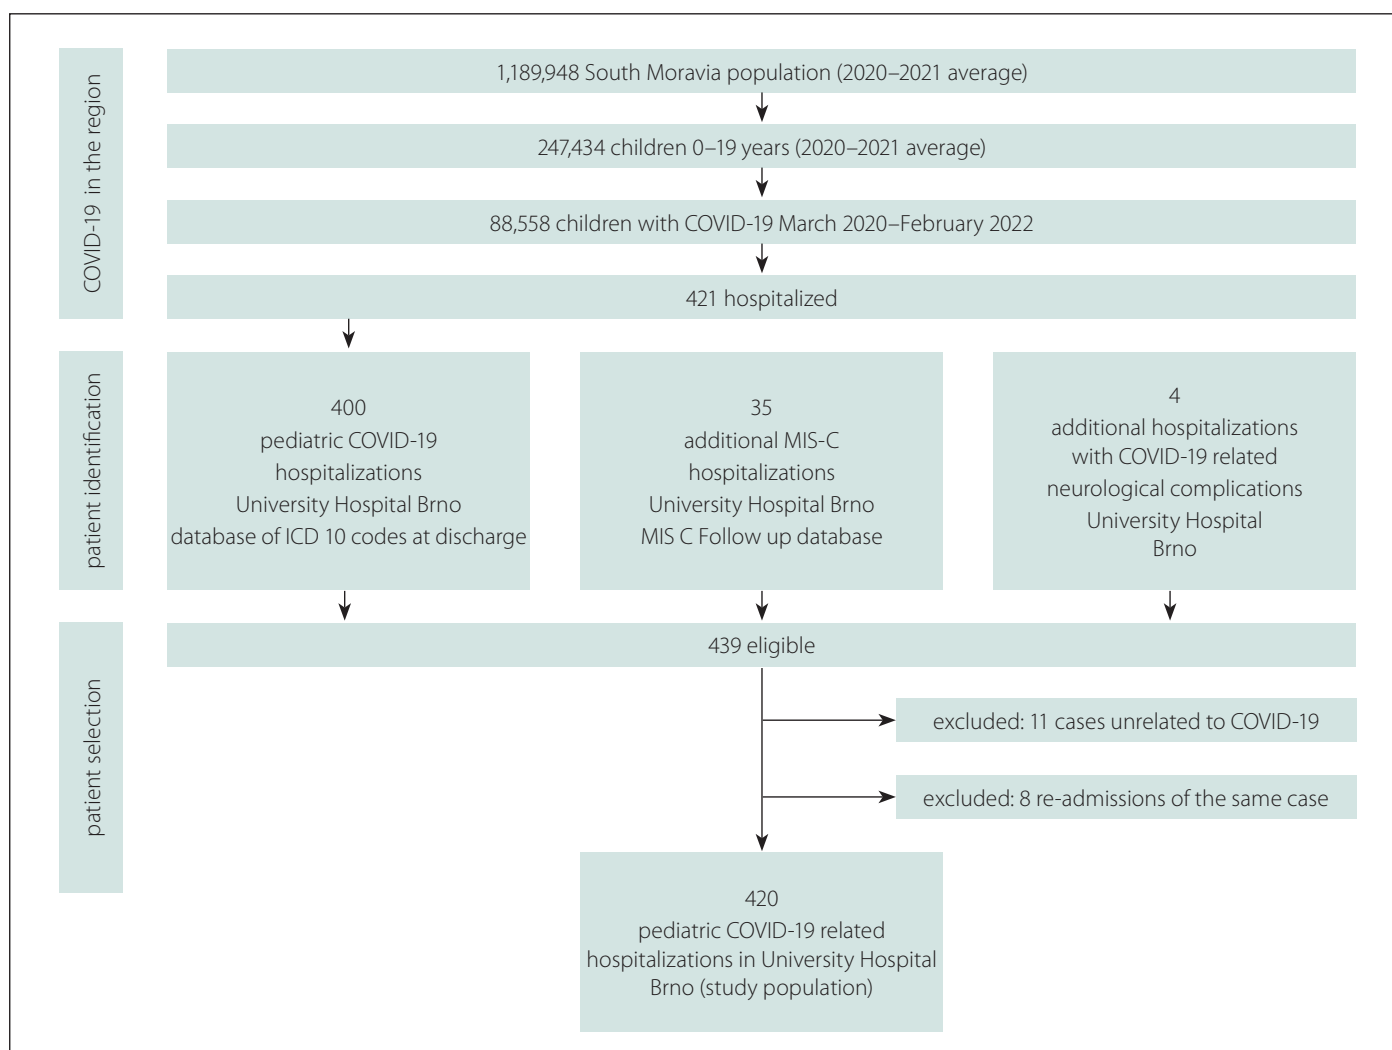 COVID-19 in the region
1,189,948 South Moravia population (2020–2021 average)
247,434 children 0–19 years (2020–2021 average)
88,558 children with COVID-19 March 2020–February 2022
421 hospitalized
patient identification
400
pediatric COVID-19
hospitalizations
University Hospital Brno
database of ICD 10 codes at discharge
35
additional MIS-C
hospitalizations
University Hospital Brno
MIS C Follow up database
4
additional hospitalizations
with COVID-19 related
neurological complications
University Hospital
Brno
patient selection
439 eligible
excluded: 11 cases unrelated to COVID-19
excluded: 8 re-admissions of the same case
420
pediatric COVID-19 related
hospitalizations in University Hospital
Brno (study population)